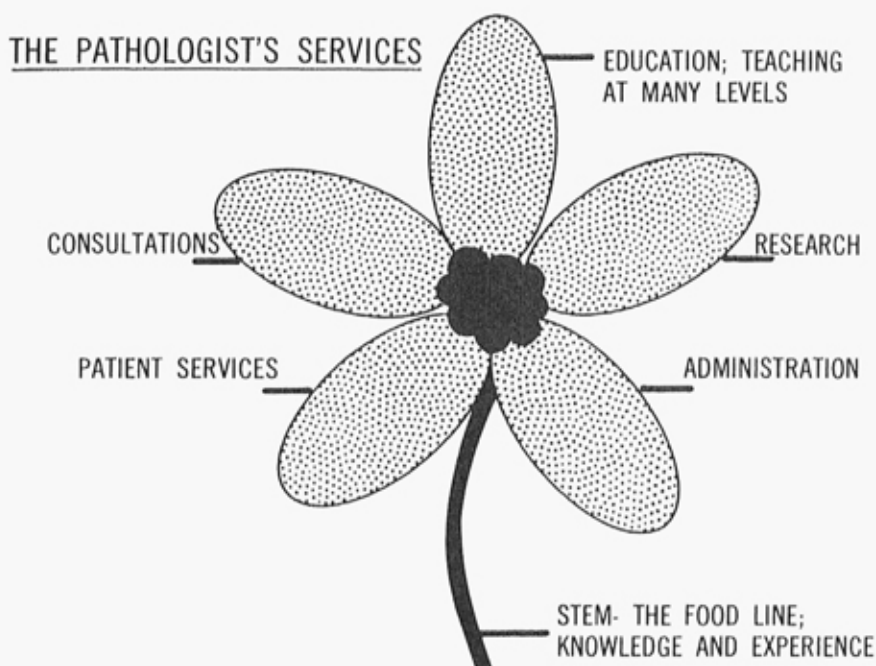 THE PATHOLOGIST'S SERVICES
EDUCATION; TEACHING
AT MANY LEVELS
CONSULTATIONS
RESEARCH
PATIENT SERVICES
ADMINISTRATION
STEM- THE FOOD LINE;
KNOWLEDGE AND EXPERIENCE